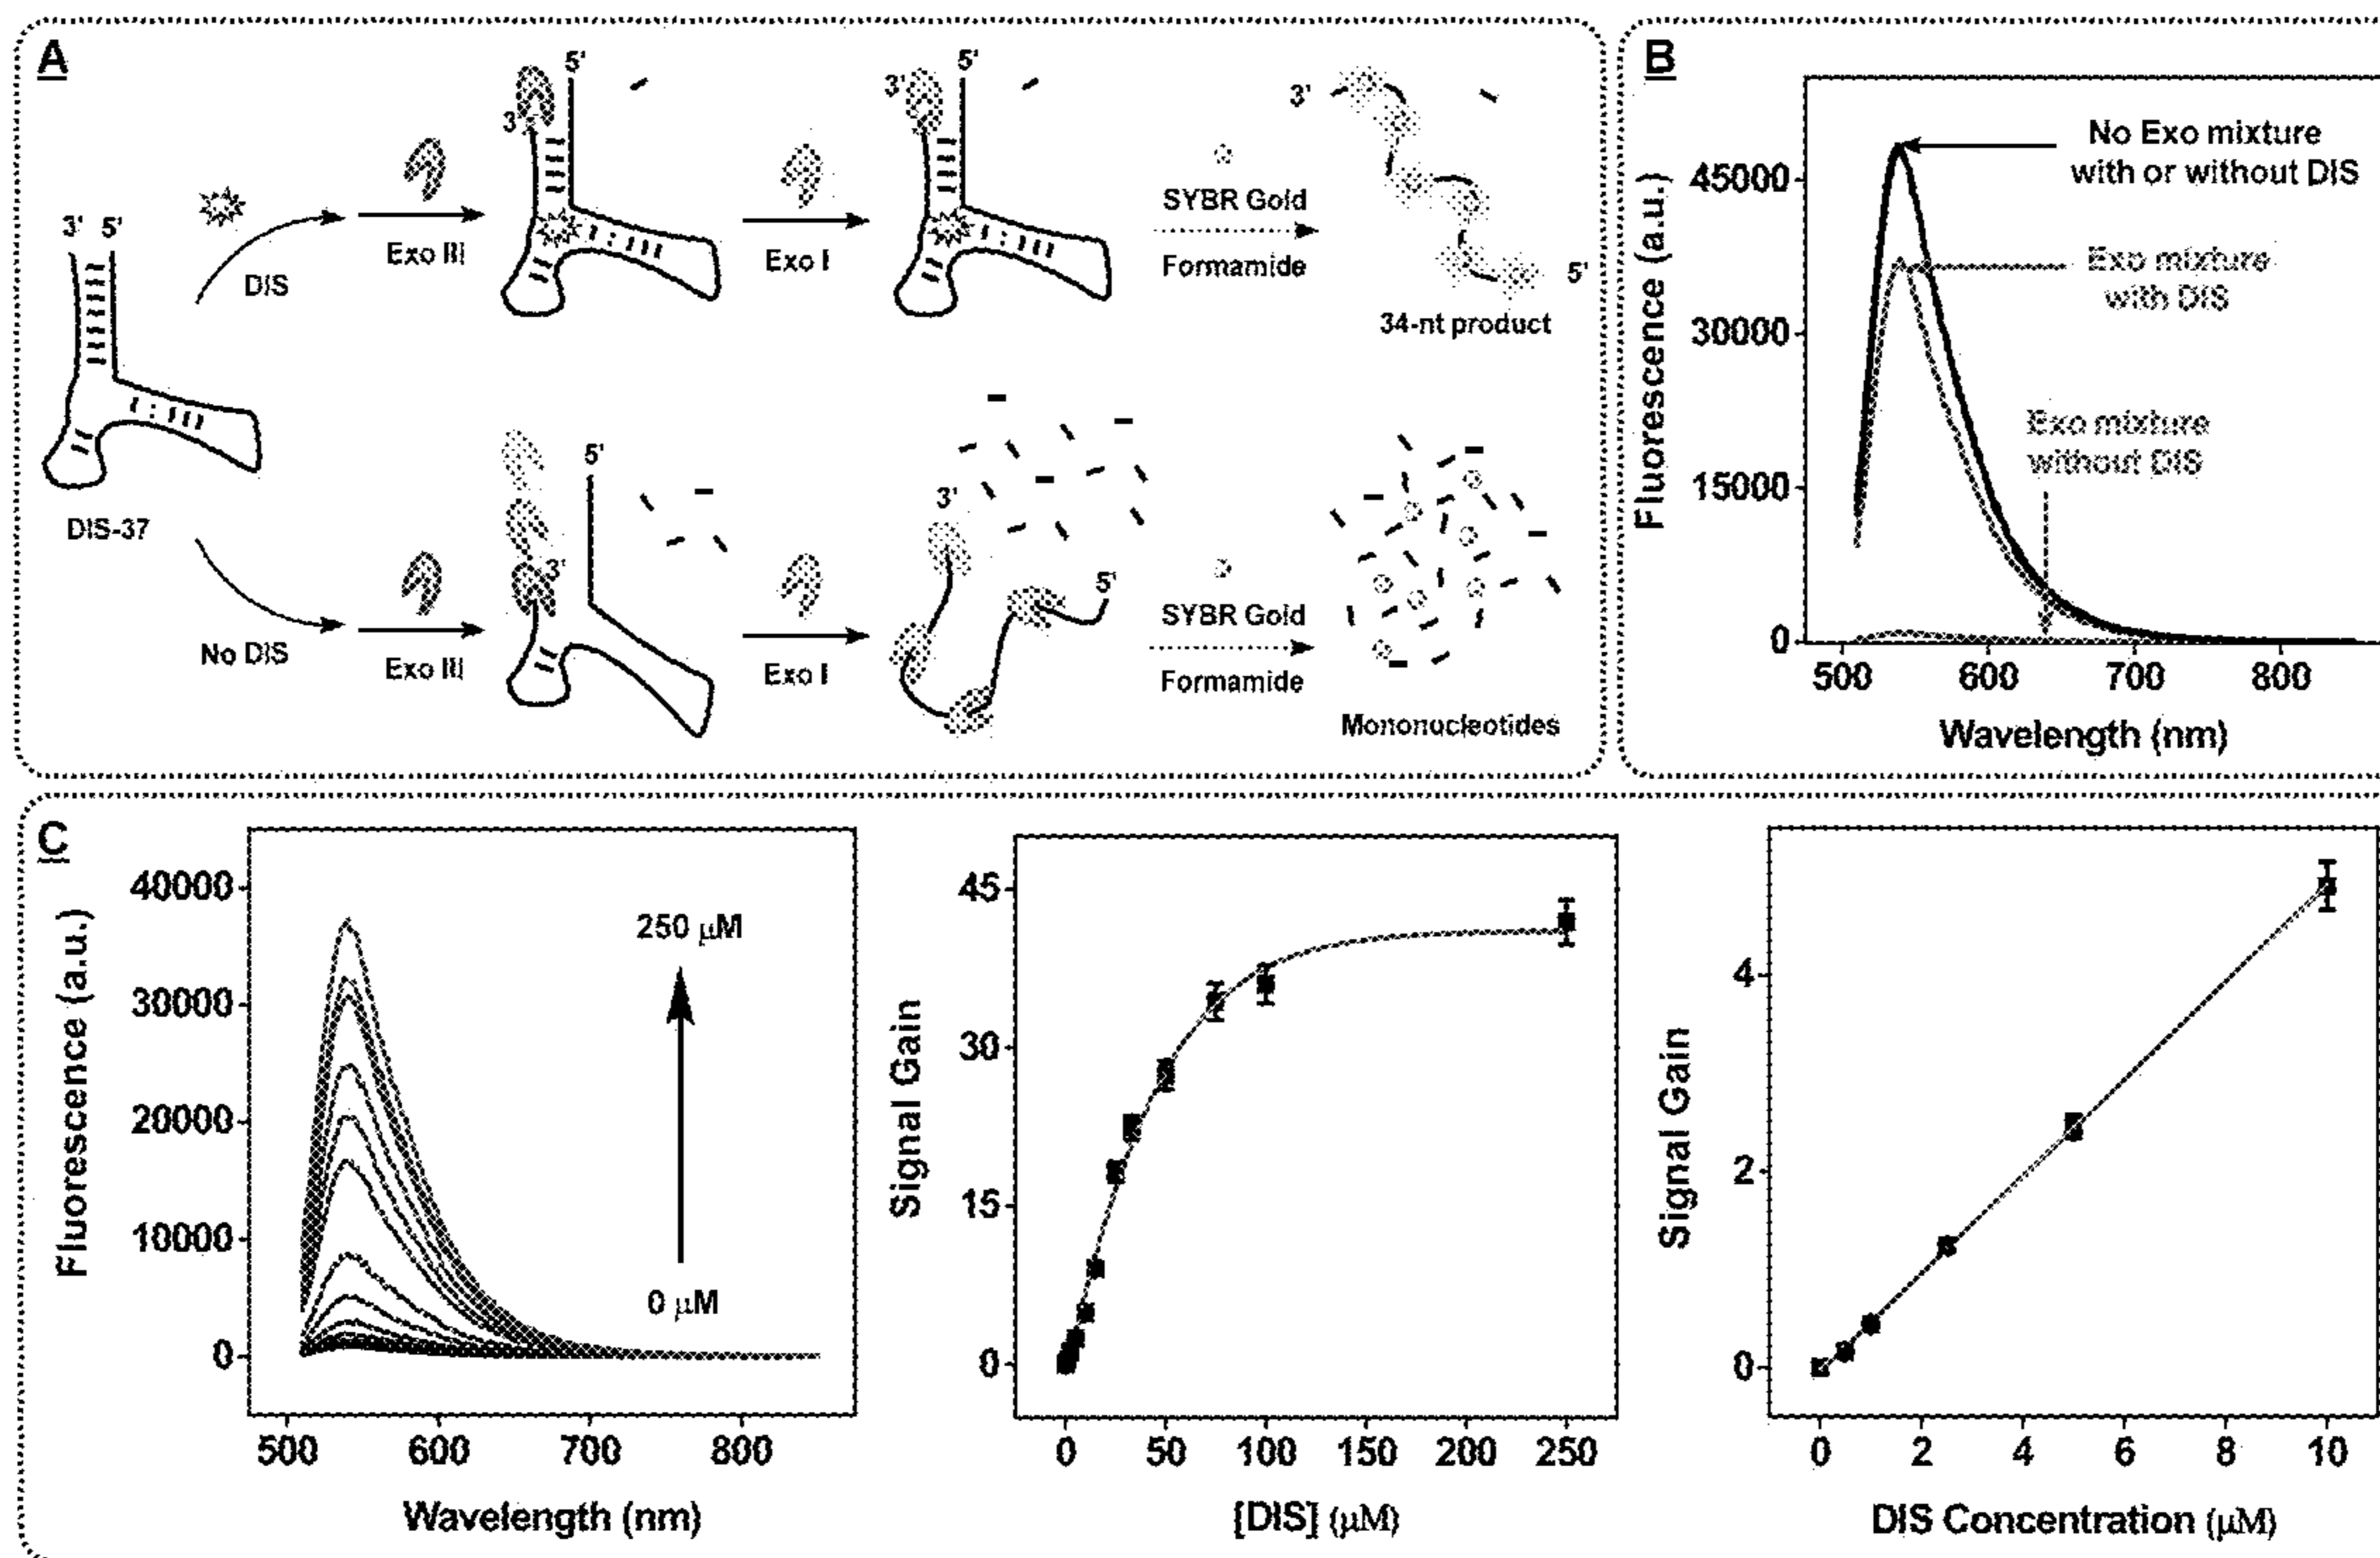 A
3' 5'
DIS-37
DIS
Exo III
3'
5'
Exo I
3'
5'
SYBR Gold
Formamide
3'
5'
34-nt product
No DIS
Exo III
3'
5'
Exo I
3'
5'
SYBR Gold
Formamide
Mononucleotides
B
Fluorescence (a.u.)
45000
30000
15000
0
500 600 700 800
Wavelength (nm)
No Exo mixture
with or without DIS
Exo mixture
with DIS
Exo mixture
without DIS
C
Fluorescence (a.u.)
40000
30000
20000
10000
0
500 600 700 800
Wavelength (nm)
250 μM
0 μM
Signal Gain
45
30
15
0
0 50 100 150 200 250
[DIS] (μM)
Signal Gain
4
2
0
0 2 4 6 8 10
DIS Concentration (μM)